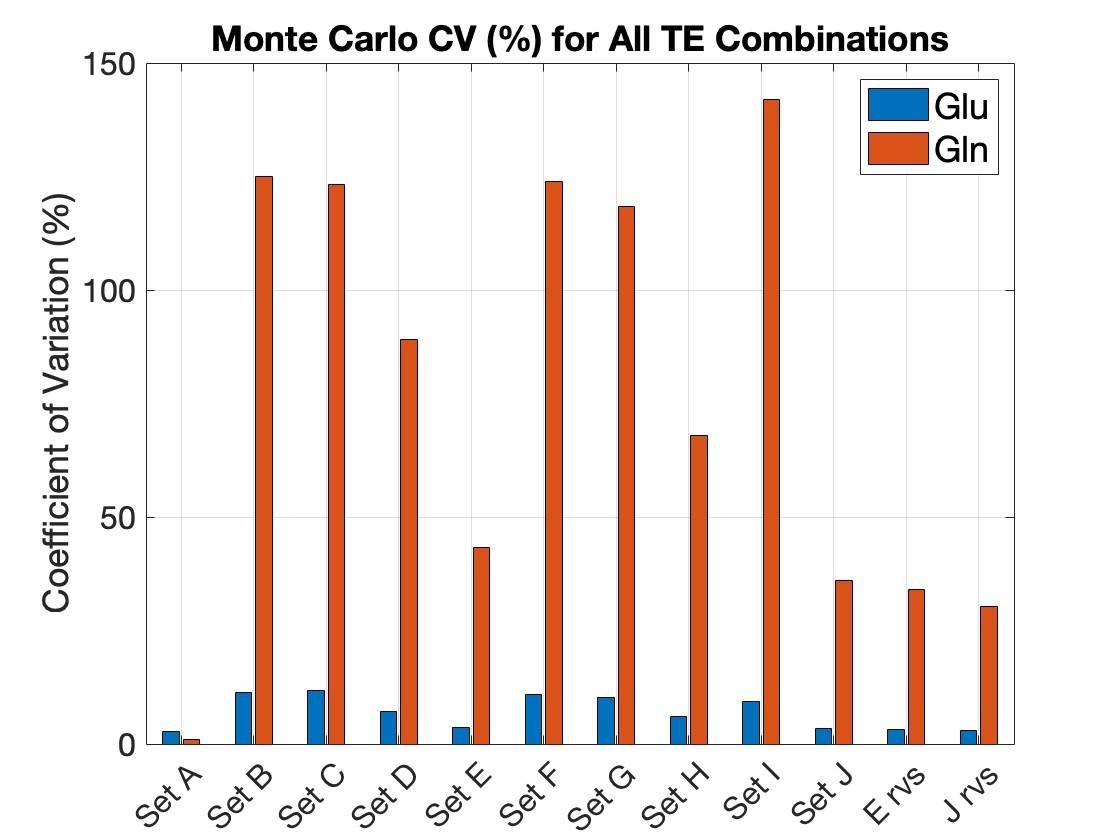 Monte Carlo CV (%) for All TE Combinations
Glu
Gln
Coefficient of Variation (%)
150
100
50
0
Set A
Set B
Set C
Set D
Set E
Set F
Set G
Set H
Set I
Set J
E rvs
J rvs